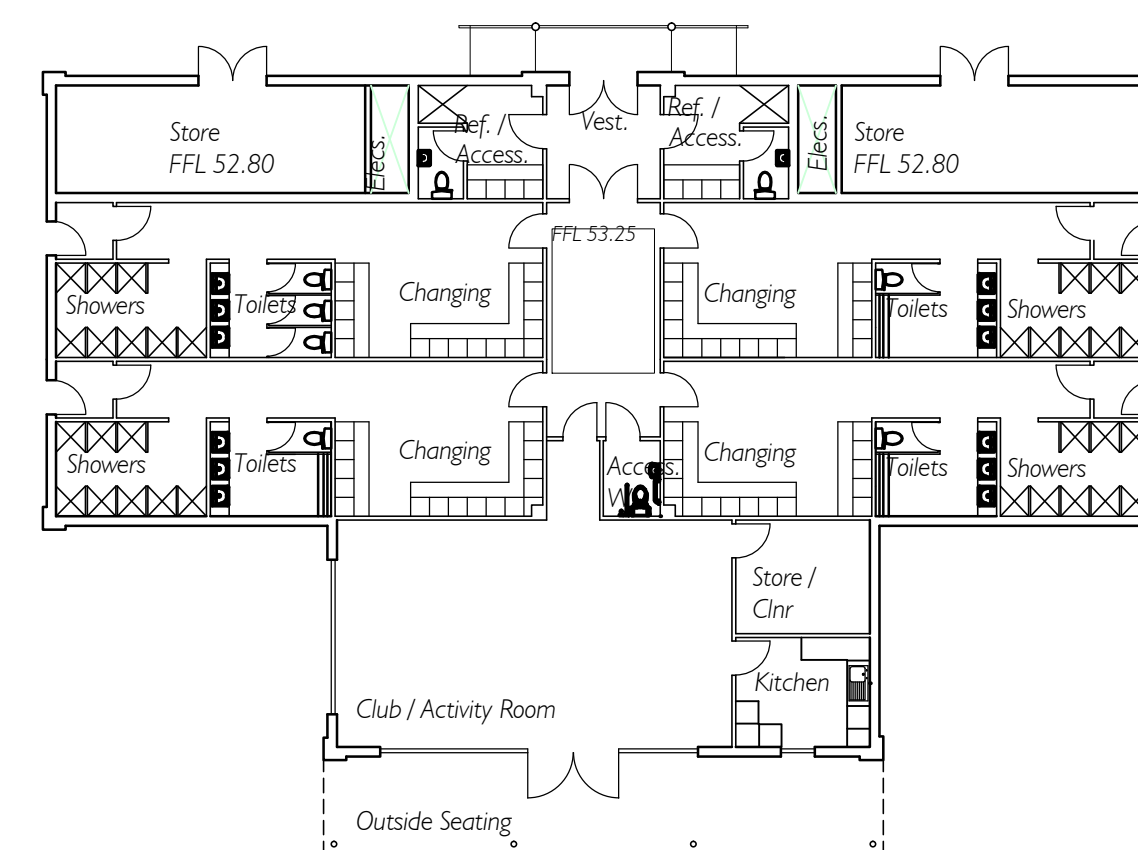 Store
FFL 52.80
Elecs.
Ref. /
Access.
Vest.
Ref. /
Access.
Elecs.
Store
FFL 52.80
FFL 53.25
Showers
Toilets
Changing
Changing
Toilets
Showers
Showers
Toilets
Changing
Access.
Changing
Toilets
Showers
Store /
Clnr
Kitchen
Club / Activity Room
Outside Seating